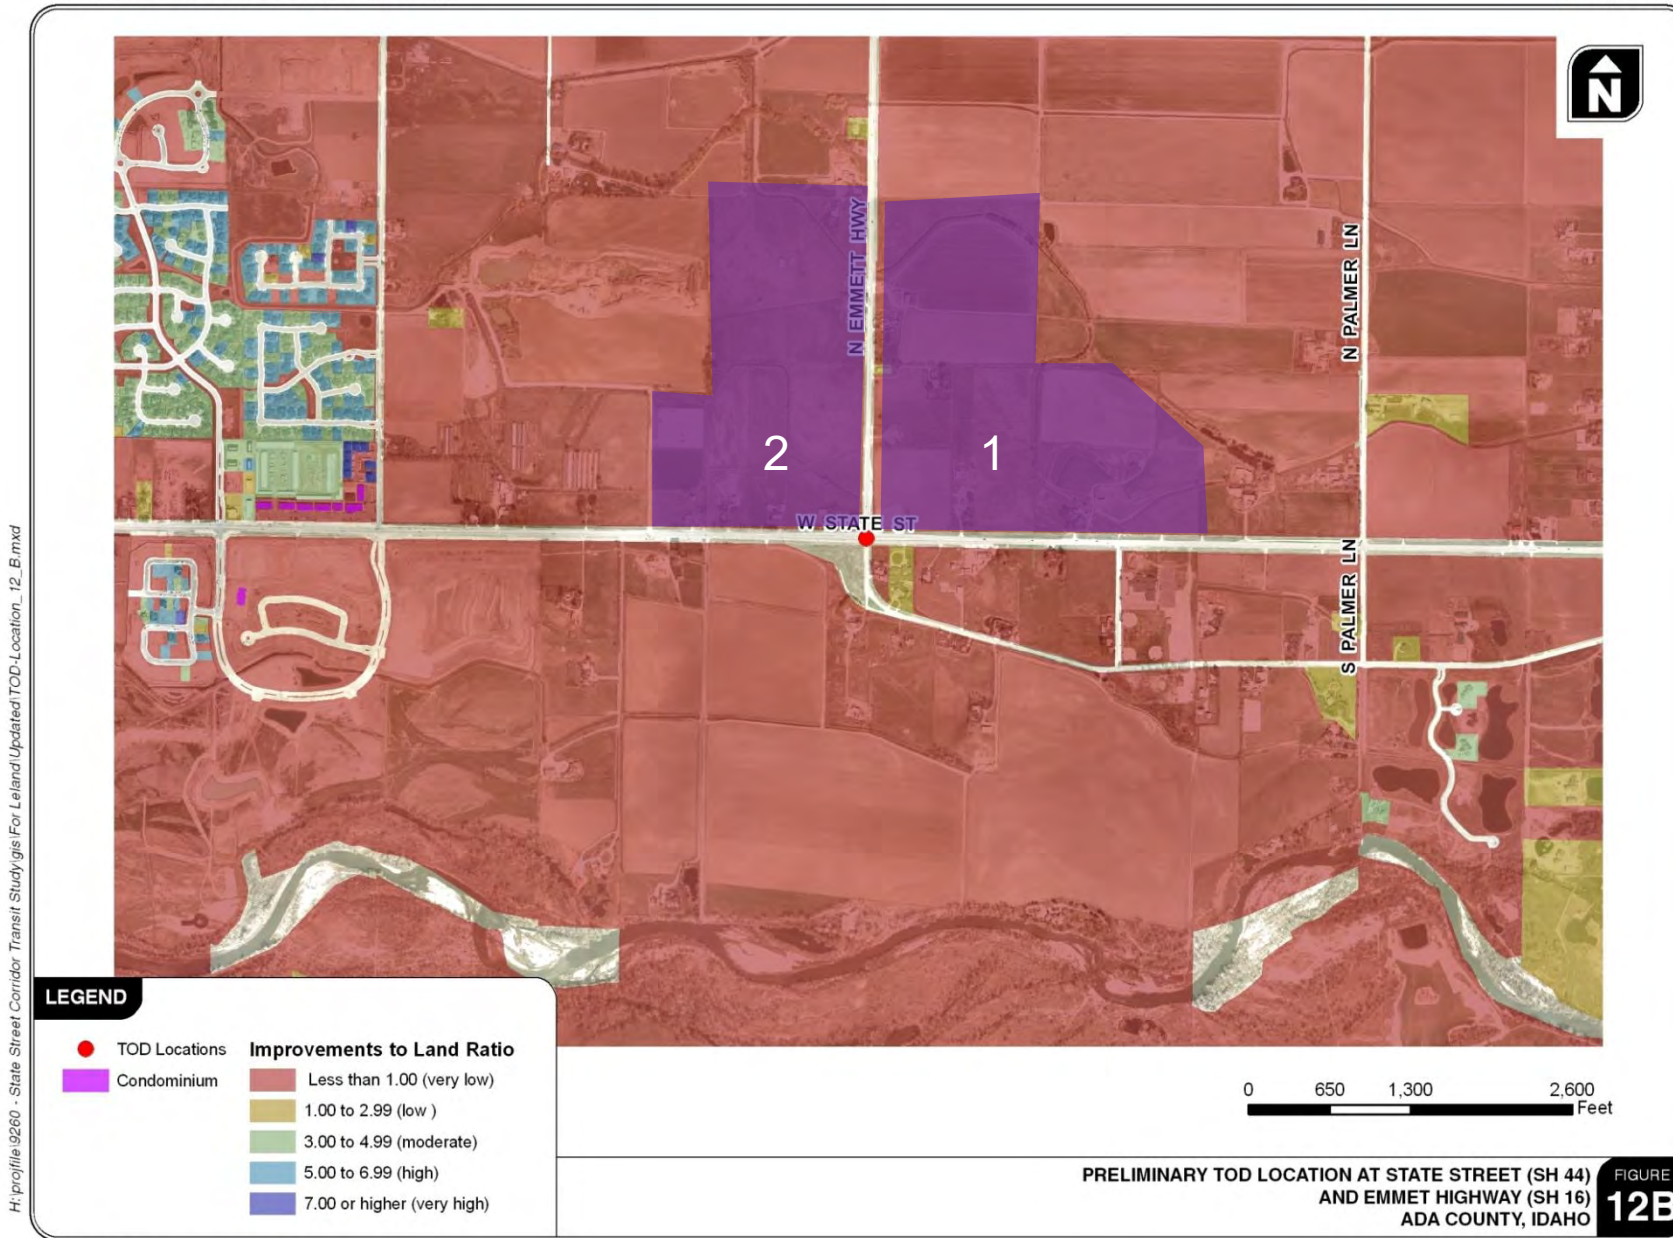 N
N EMMETT HWY
N PALMER LN
N PALMER LN
2
1
W STATE ST
S PALMER LN
H:\projfile\9260 - State Street Corridor Transit Study\gis\For Leland\Updated\TOD-Location_12_B.mxd
LEGEND
TOD Locations
Condominium
Improvements to Land Ratio
Less than 1.00 (very low)
1.00 to 2.99 (low )
3.00 to 4.99 (moderate)
5.00 to 6.99 (high)
7.00 or higher (very high)
0 650 1,300 2,600
Feet
PRELIMINARY TOD LOCATION AT STATE STREET (SH 44)
AND EMMET HIGHWAY (SH 16)
ADA COUNTY, IDAHO
FIGURE
12B